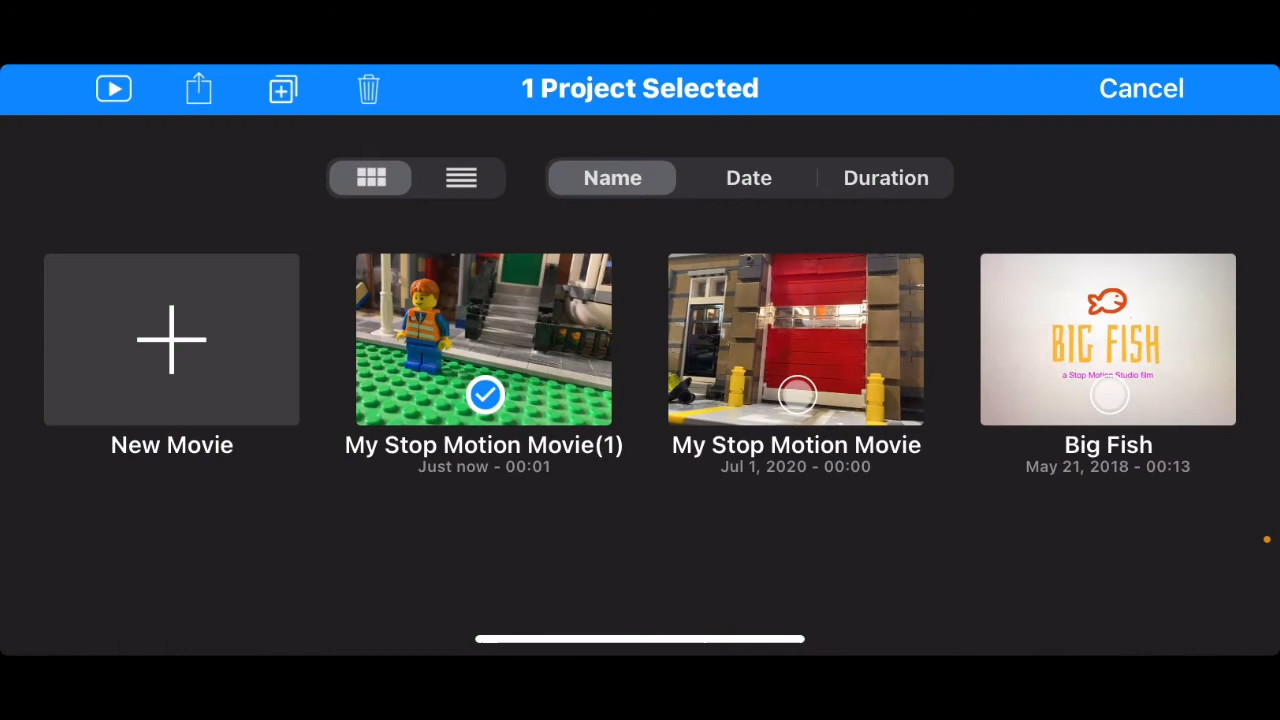 1 Project Selected
Cancel
Name
Date
Duration
BIG FISH
a Stop Motion Studio film
New Movie
My Stop Motion Movie(1)
My Stop Motion Movie
Big Fish
Just now - 00:01
Jul 1, 2020 - 00:00
May 21, 2018 - 00:13